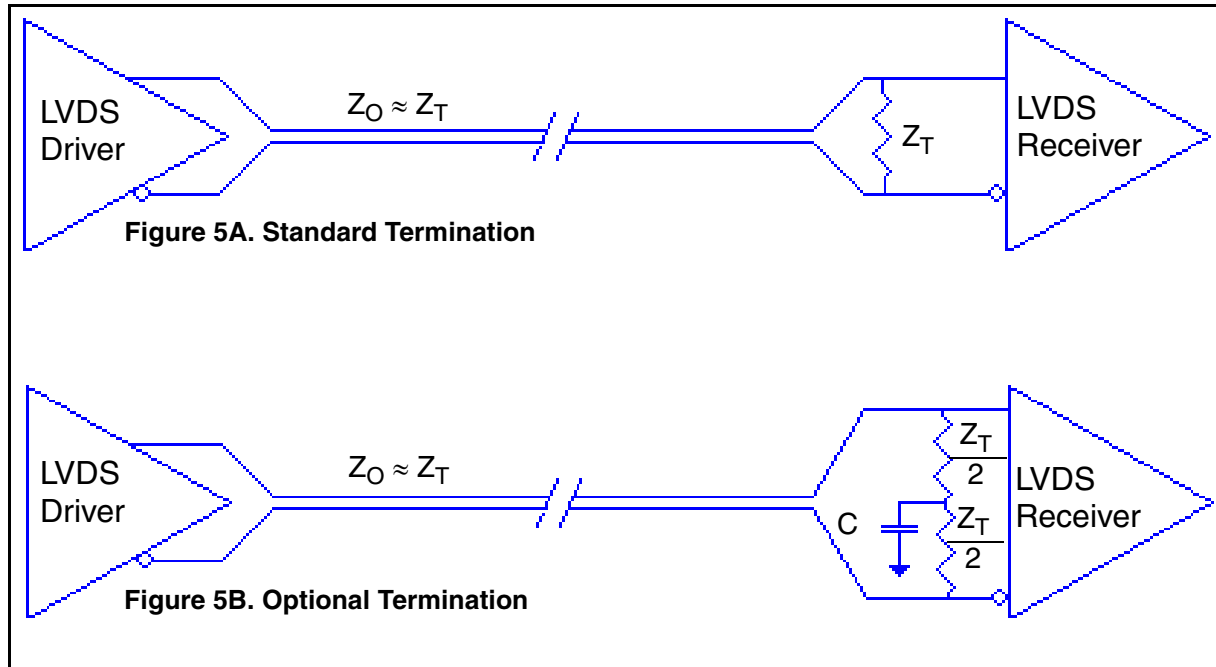 LVDS
Driver
Z_O ≈ Z_T
Z_T
LVDS
Receiver
Figure 5A. Standard Termination
LVDS
Driver
Z_O ≈ Z_T
C
Z_T
2
Z_T
2
LVDS
Receiver
Figure 5B. Optional Termination